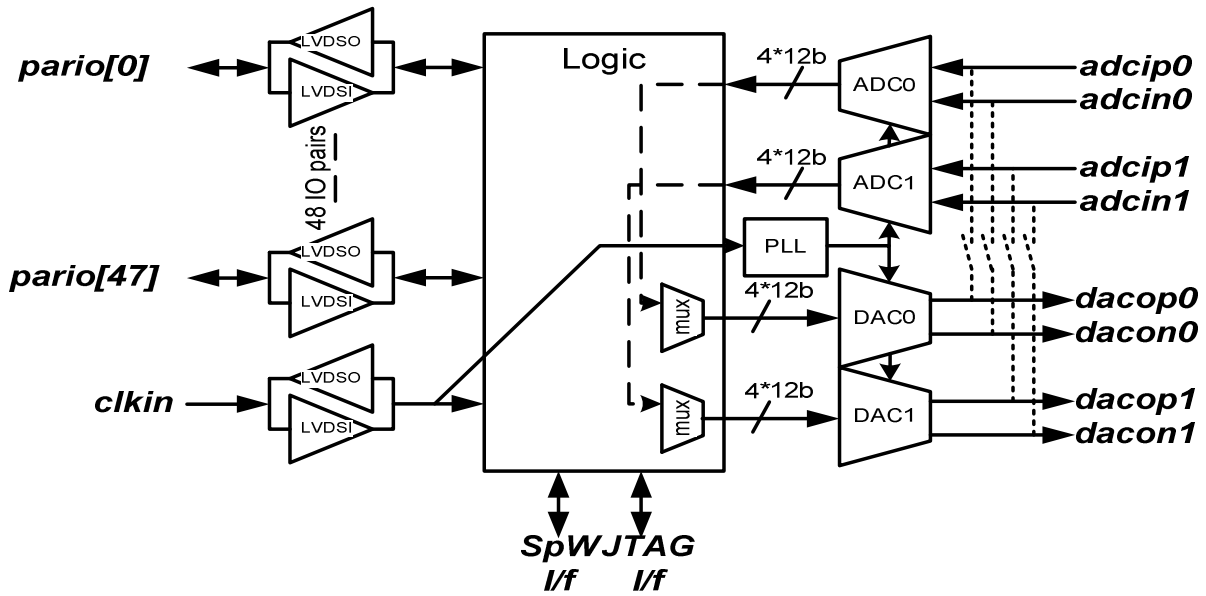 pario[0]
LVDSO
LVDSI
48 IO pairs
pario[47]
LVDSO
LVDSI
clkin
LVDSO
LVDSI
Logic
4*12b
ADC0
adcip0
adcin0
4*12b
ADC1
adcip1
adcin1
PLL
mux
4*12b
DAC0
dacop0
dacon0
mux
4*12b
DAC1
dacop1
dacon1
SpW JTAG
I/f I/f